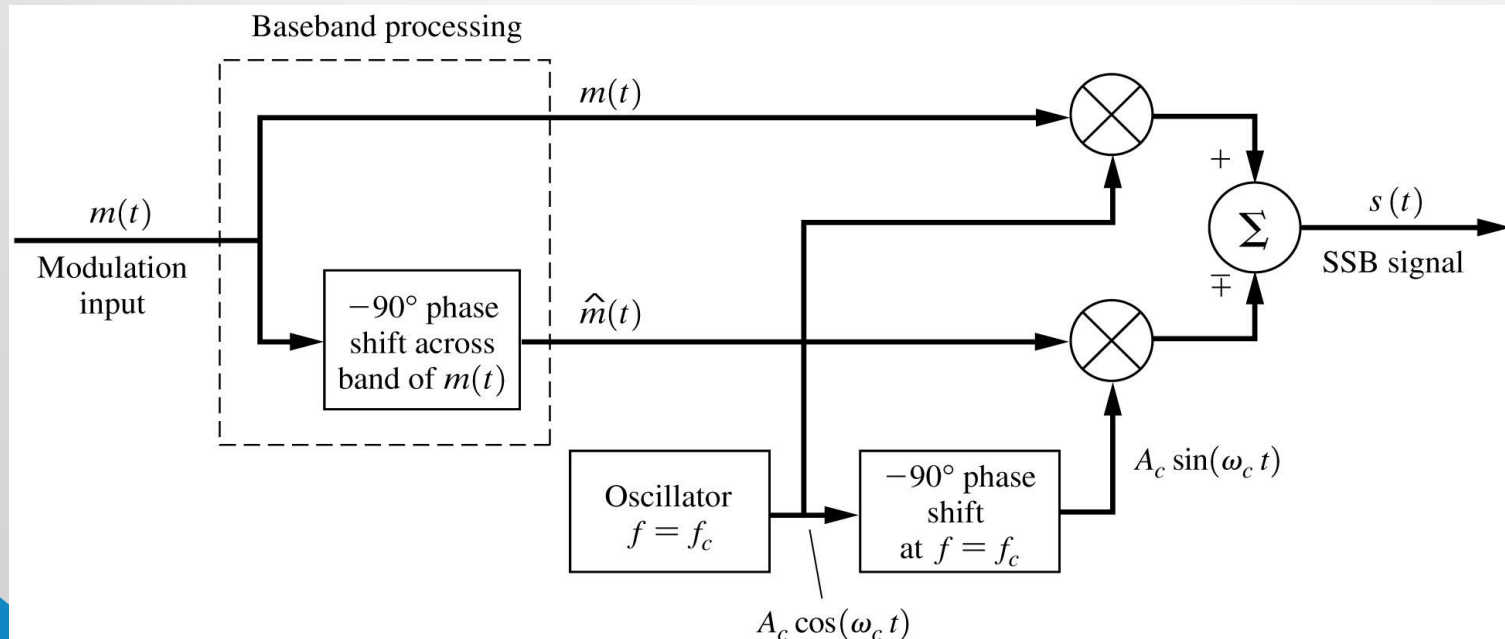 Baseband processing
m(t)
m(t)
Modulation
input
−90° phase
shift across
band of m(t)
m̂(t)
+
∓
Σ
s(t)
SSB signal
Oscillator
f = f_c
−90° phase
shift
at f = f_c
A_c sin(ω_c t)
A_c cos(ω_c t)